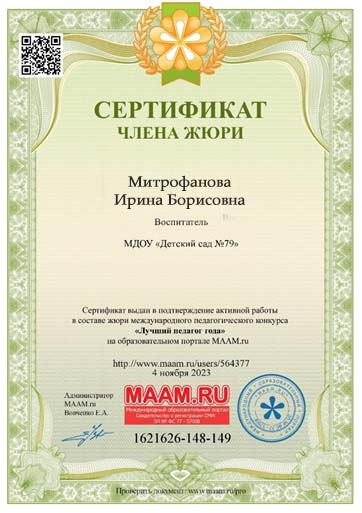 СЕРТИФИКАТ
ЧЛЕНА ЖЮРИ
Митрофанова
Ирина Борисовна
Воспитатель
МДОУ «Детский сад №79»
Сертификат выдан в подтверждение активной работы
в составе жюри международного педагогического конкурса
«Лучший педагог года»
на образовательном портале MAAM.ru
http://www.maam.ru/users/564377
4 ноября 2023
Администратор
MAAM.ru
Вовченко Е.А.
MAAM.RU
Международный образовательный портал
Свидетельство о регистрации СМИ:
ЭЛ № ФС 77 - 57008
1621626-148-149
Проверить документ: www.maam.ru/pro